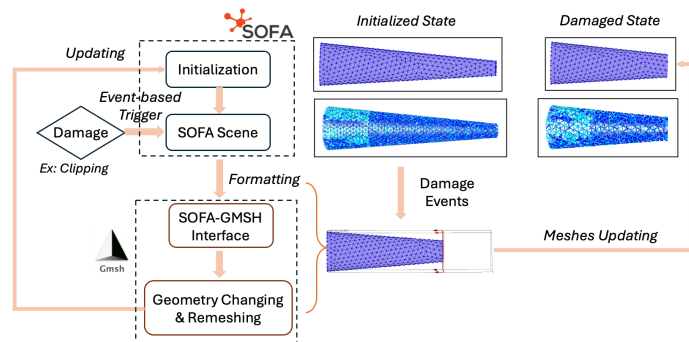 SOFA
Initialized State
Damaged State
Updating
Initialization
Event-based
Trigger
Damage
SOFA Scene
Ex: Clipping
Formatting
Damage
Events
SOFA-GMSH
Interface
Gmsh
Meshes Updating
Geometry Changing
& Remeshing